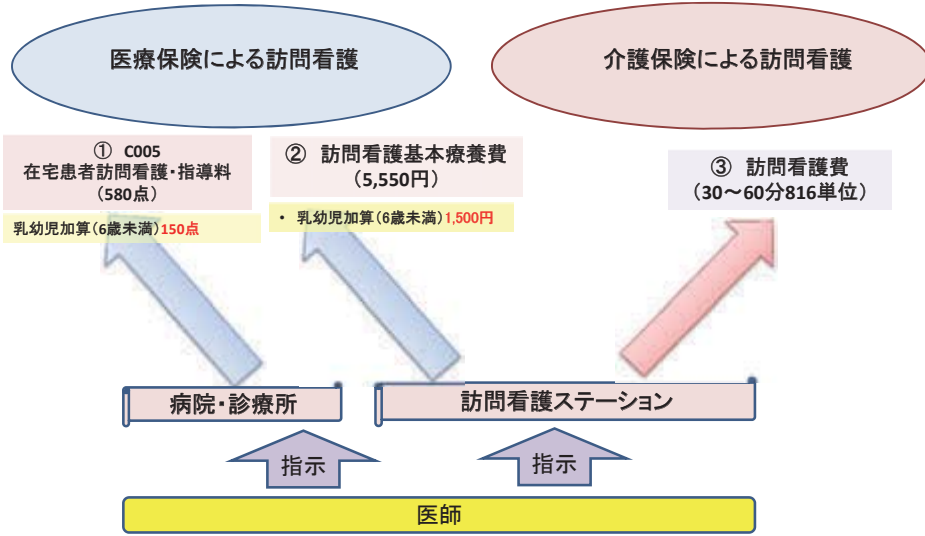 医療保険による訪問看護
介護保険による訪問看護
① C005
在宅患者訪問看護・指導料
（580点）
乳幼児加算（6歳未満）150点
② 訪問看護基本療養費
（5,550円）
• 乳幼児加算（6歳未満）1,500円
③ 訪問看護費
（30～60分816単位）
病院・診療所
訪問看護ステーション
指示
指示
医師